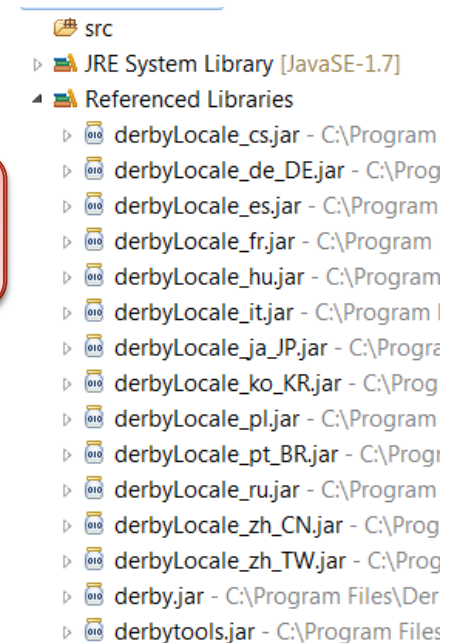 src
JRE System Library [JavaSE-1.7]
Referenced Libraries
derbyLocale_cs.jar - C:\Program
derbyLocale_de_DE.jar - C:\Prog
derbyLocale_es.jar - C:\Program
derbyLocale_fr.jar - C:\Program
derbyLocale_hu.jar - C:\Program
derbyLocale_it.jar - C:\Program
derbyLocale_ja_JP.jar - C:\Progra
derbyLocale_ko_KR.jar - C:\Prog
derbyLocale_pl.jar - C:\Program
derbyLocale_pt_BR.jar - C:\Progr
derbyLocale_ru.jar - C:\Program
derbyLocale_zh_CN.jar - C:\Prog
derbyLocale_zh_TW.jar - C:\Prog
derby.jar - C:\Program Files\Der
derbytools.jar - C:\Program Files